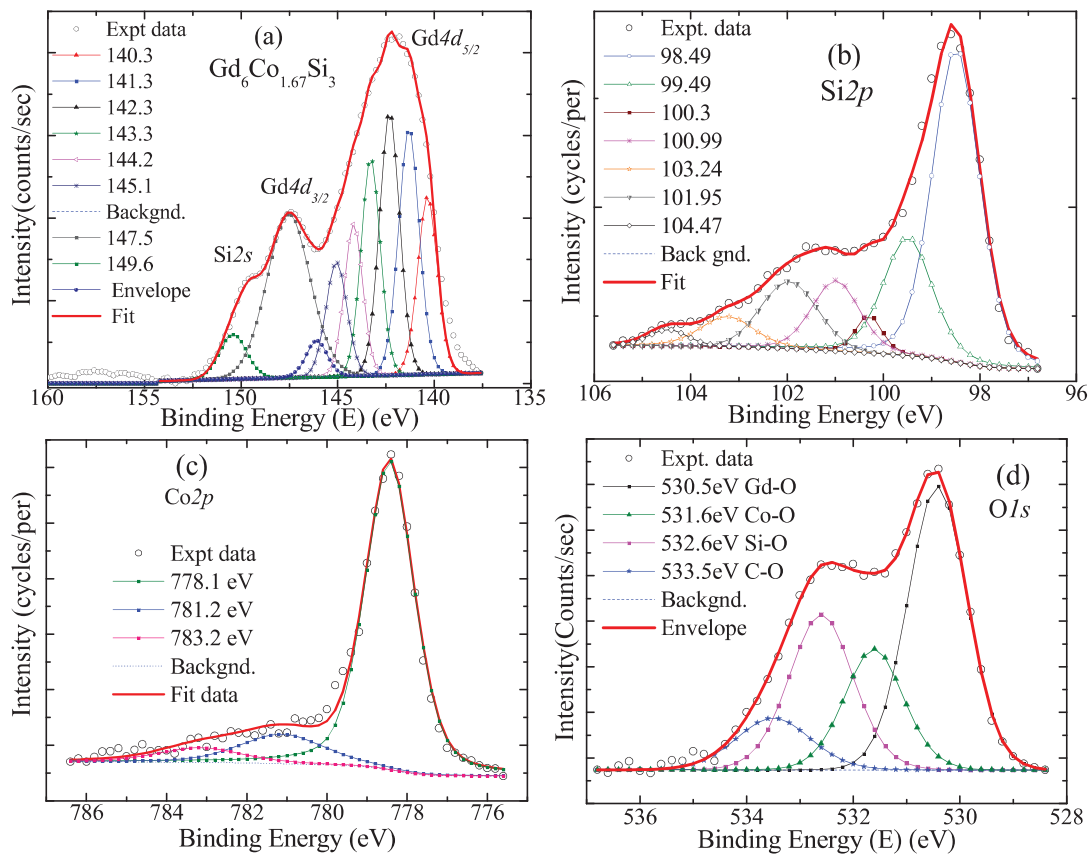 (a)
Gd6Co1.67Si3
Expt data
140.3
141.3
142.3
143.3
144.2
145.1
Backgnd.
147.5
149.6
Envelope
Fit
Gd4d5/2
Gd4d3/2
Si2s
Intensity(counts/sec)
160 155 150 145 140 135
Binding Energy (E) (eV)
(b)
Si2p
Expt. data
98.49
99.49
100.3
100.99
103.24
101.95
104.47
Back gnd.
Fit
Intensity (cycles/per)
106 104 102 100 98 96
Binding Energy (eV)
(c)
Co2p
Expt data
778.1 eV
781.2 eV
783.2 eV
Backgnd.
Fit data
Intensity (cycles/per)
786 784 782 780 778 776
Binding Energy (eV)
(d)
O1s
Expt. data
530.5eV Gd-O
531.6eV Co-O
532.6eV Si-O
533.5eV C-O
Backgnd.
Envelope
Intensity(Counts/sec)
536 534 532 530 528
Binding Energy (E) (eV)